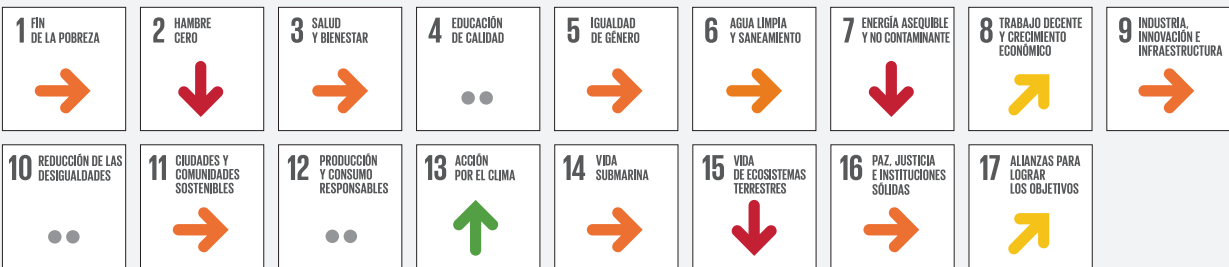 1 FIN
DE LA POBREZA
2 HAMBRE
CERO
3 SALUD
Y BIENESTAR
4 EDUCACIÓN
DE CALIDAD
5 IGUALDAD
DE GÉNERO
6 AGUA LIMPIA
Y SANEAMIENTO
7 ENERGÍA ASEQUIBLE
Y NO CONTAMINANTE
8 TRABAJO DECENTE
Y CRECIMIENTO
ECONÓMICO
9 INDUSTRIA,
INNOVACIÓN E
INFRAESTRUCTURA
10 REDUCCIÓN DE LAS
DESIGUALDADES
11 CIUDADES Y
COMUNIDADES
SOSTENIBLES
12 PRODUCCIÓN
Y CONSUMO
RESPONSABLES
13 ACCIÓN
POR EL CLIMA
14 VIDA
SUBMARINA
15 VIDA
DE ECOSISTEMAS
TERRESTRES
16 PAZ, JUSTICIA
E INSTITUCIONES
SÓLIDAS
17 ALIANZAS PARA
LOGRAR
LOS OBJETIVOS